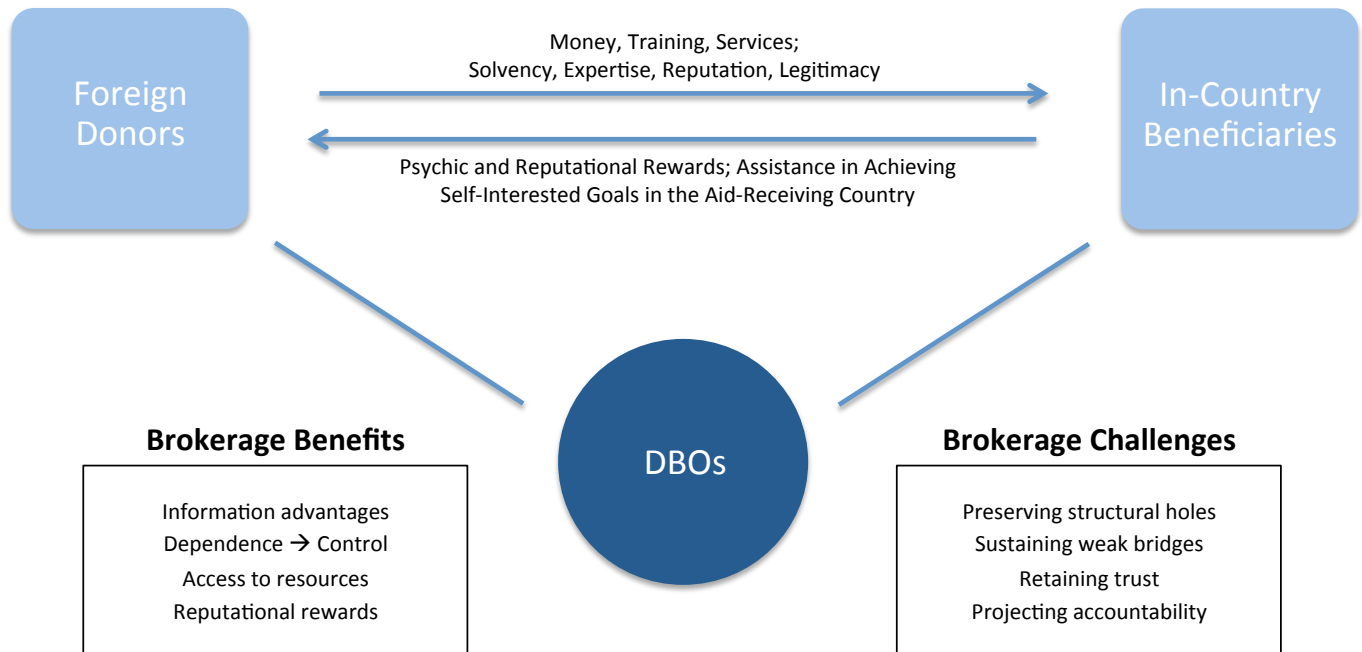 Foreign
Donors
Money, Training, Services;
Solvency, Expertise, Reputation, Legitimacy
Psychic and Reputational Rewards; Assistance in Achieving
Self-Interested Goals in the Aid-Receiving Country
In-Country
Beneficiaries
DBOs
Brokerage Benefits
Information advantages
Dependence → Control
Access to resources
Reputational rewards
Brokerage Challenges
Preserving structural holes
Sustaining weak bridges
Retaining trust
Projecting accountability